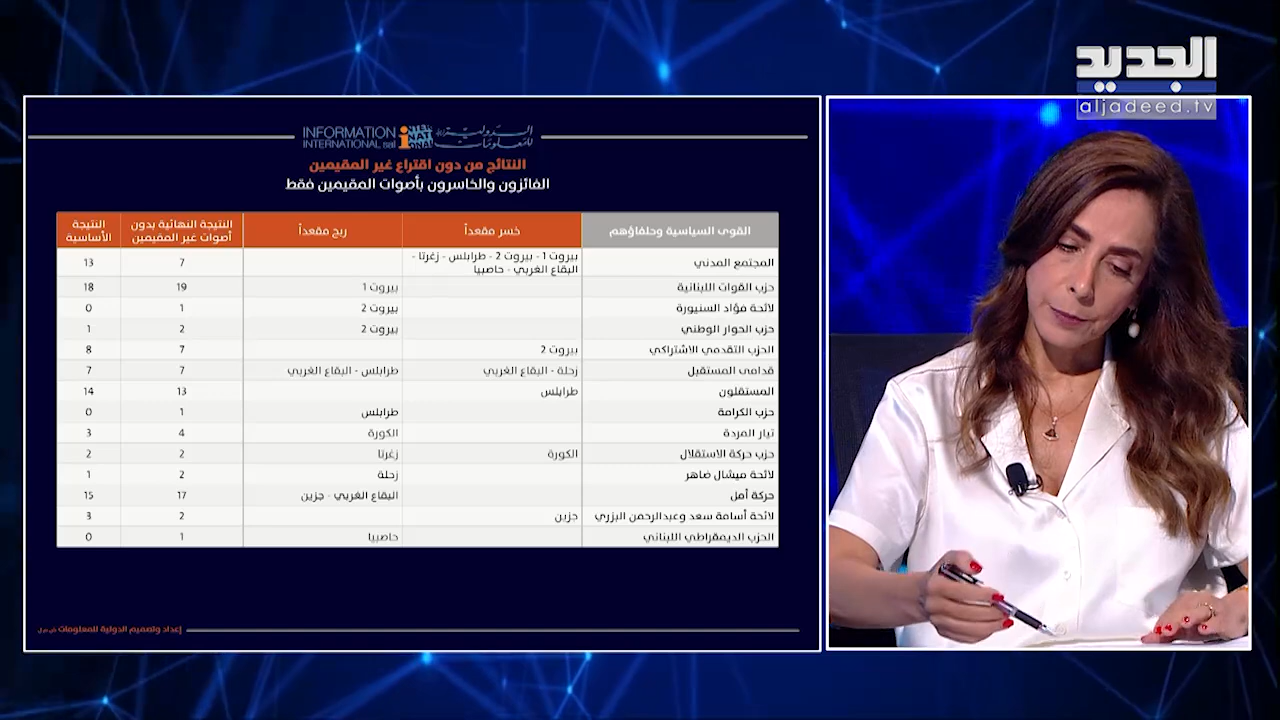 الجديد
aljadeed.tv
INFORMATION
INTERNATIONAL sal
الدولية
للمعلومات
النتائج من دون اقتراع غير المقيمين
الفائزون والخاسرون بأصوات المقيمين فقط
القوى السياسية وحلفاؤهم خسر مقعداً ربح مقعداً النتيجة النهائية بدون أصوات غير المقيمين النتيجة الأساسية
المجتمع المدني بيروت 1 - بيروت 2 - طرابلس - زغرتا - البقاع الغربي - حاصبيا 7 13
حزب القوات اللبنانية بيروت 1 19 18
لائحة فؤاد السنيورة بيروت 2 1 0
حزب الحوار الوطني بيروت 2 2 1
الحزب التقدمي الاشتراكي بيروت 2 7 8
قدامى المستقبل زحلة - البقاع الغربي طرابلس - البقاع الغربي 7 7
المستقلون طرابلس 13 14
حزب الكرامة طرابلس 1 0
تيار المردة الكورة 4 3
حزب حركة الاستقلال الكورة زغرتا 2 2
لائحة ميشال ضاهر زحلة 2 1
حركة أمل البقاع الغربي - جزين 17 15
لائحة أسامة سعد وعبدالرحمن البزري جزين 2 3
الحزب الديمقراطي اللبناني حاصبيا 1 0
إعداد وتصميم الدولية للمعلومات